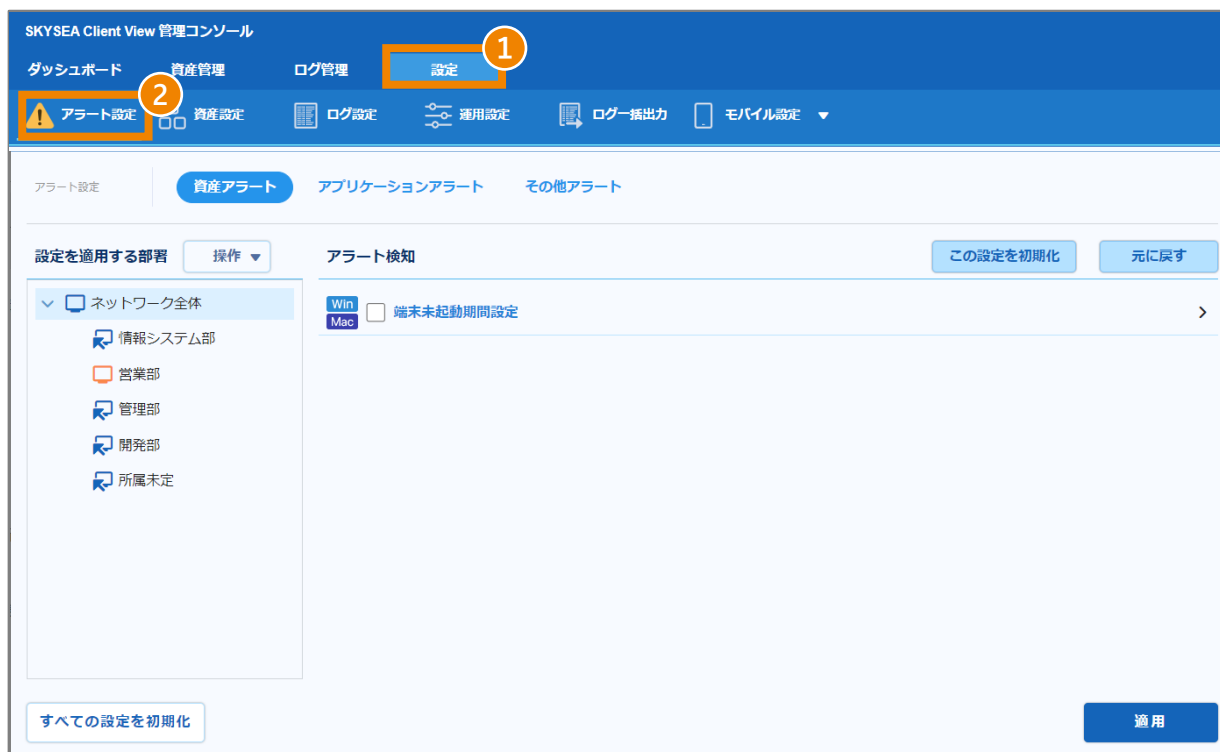 SKYSEA Client View 管理コンソール
ダッシュボード 資産管理 ログ管理 設定 1
アラート設定 2 資産設定 ログ設定 運用設定 ログ一括出力 モバイル設定 ▼
アラート設定 資産アラート アプリケーションアラート その他アラート
設定を適用する部署 操作 ▼ アラート検知 この設定を初期化 元に戻す
ネットワーク全体
Win
Mac
端末未起動期間設定
情報システム部
営業部
管理部
開発部
所属未定
すべての設定を初期化 適用